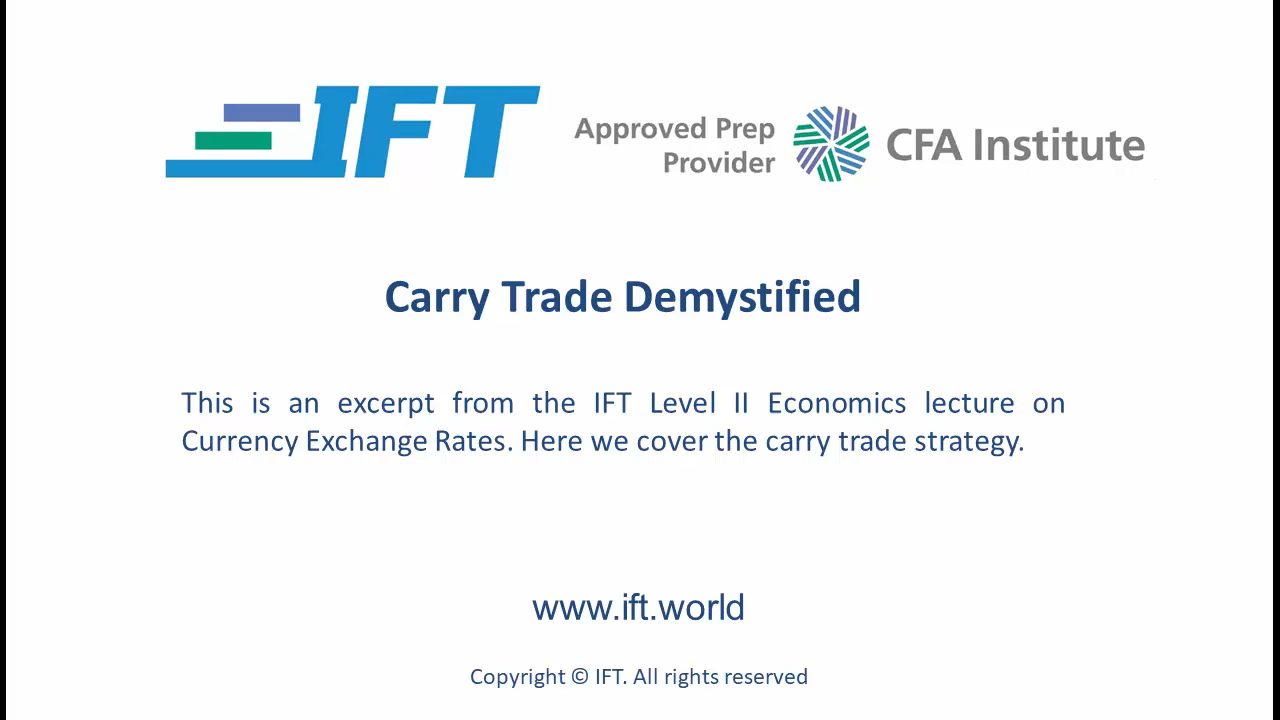 IFT
Approved Prep
Provider
CFA Institute
Carry Trade Demystified
This is an excerpt from the IFT Level II Economics lecture on
Currency Exchange Rates. Here we cover the carry trade strategy.
www.ift.world
Copyright © IFT. All rights reserved